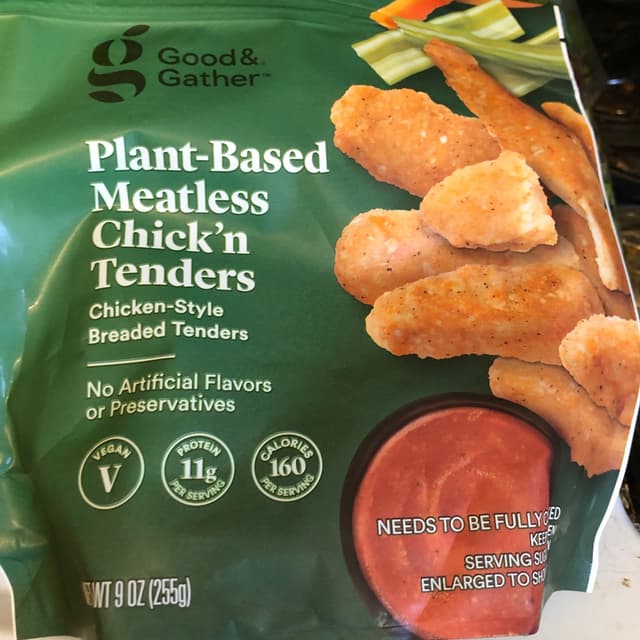 Good&
Gather™
Plant-Based
Meatless
Chick'n
Tenders
Chicken-Style
Breaded Tenders
No Artificial Flavors
or Preservatives
VEGAN
V
PROTEIN
11g
PER SERVING
CALORIES
160
PER SERVING
NEEDS TO BE FULLY
SERVING
ENLARGED TO
WT 9 OZ (255g)